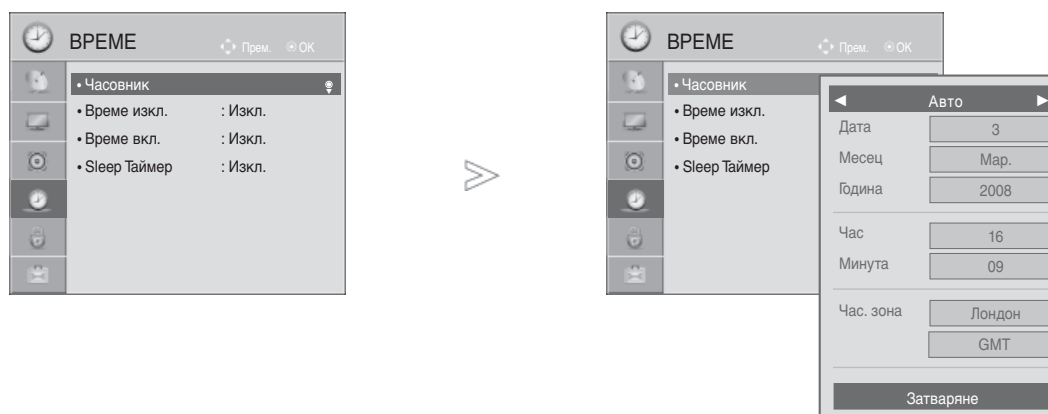 ВРЕМЕ Прем. OK
• Часовник
• Време изкл. : Изкл.
• Време вкл. : Изкл.
• Sleep Таймер : Изкл.
ВРЕМЕ Прем. OK
• Часовник
• Време изкл.
• Време вкл.
• Sleep Таймер
◄ Авто ►
Дата 3
Месец Мар.
Година 2008
Час 16
Минута 09
Час. зона Лондон
GMT
Затваряне